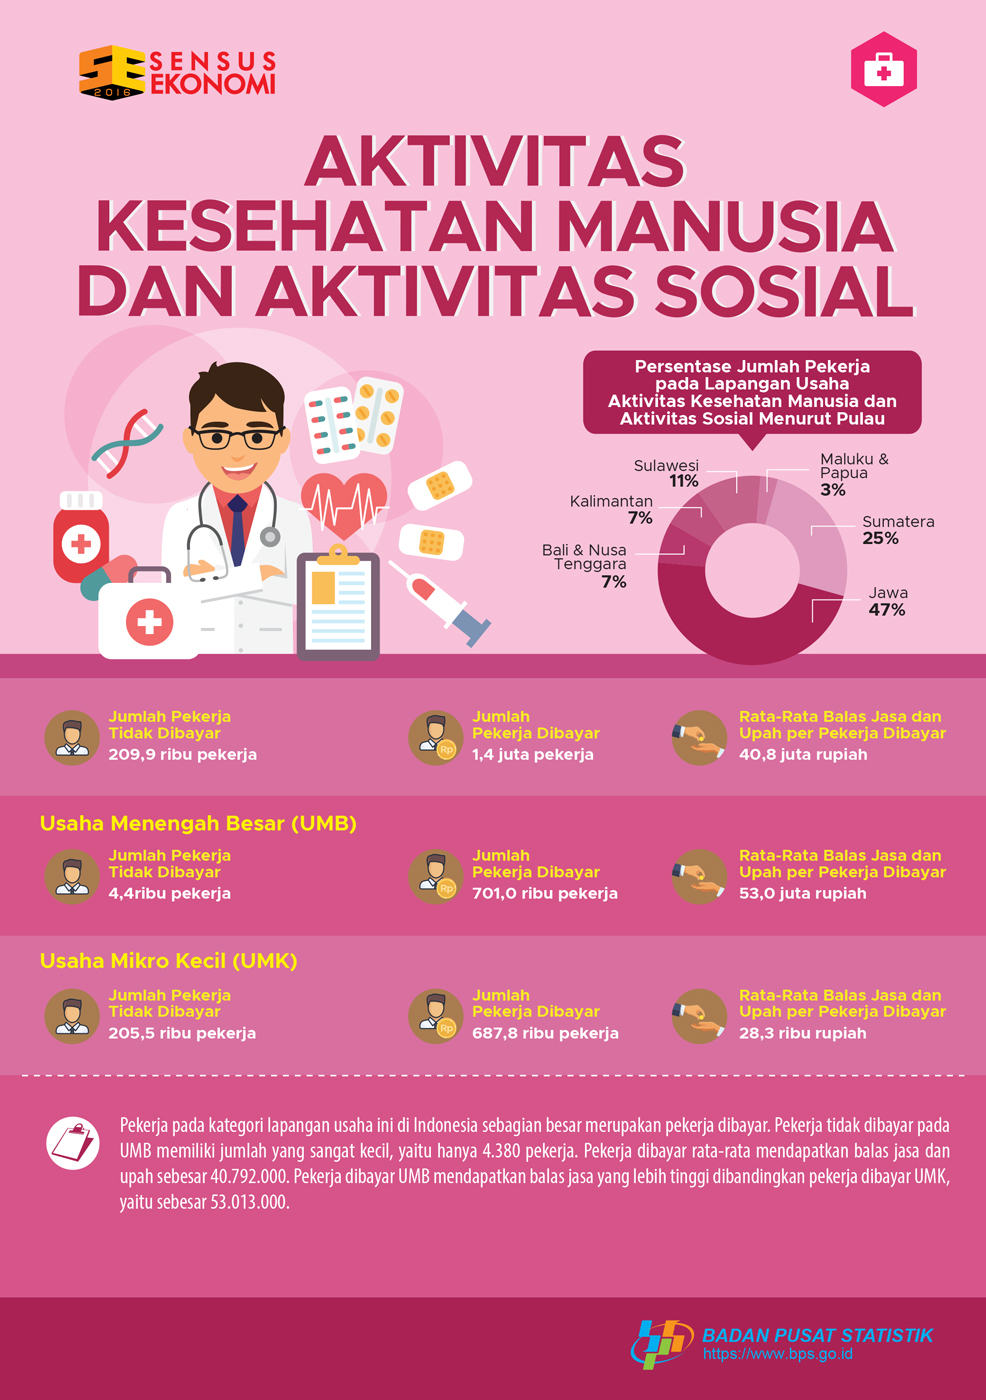 SENSUS
EKONOMI
SE
2016
AKTIVITAS
KESEHATAN MANUSIA
DAN AKTIVITAS SOSIAL
Persentase Jumlah Pekerja
pada Lapangan Usaha
Aktivitas Kesehatan Manusia dan
Aktivitas Sosial Menurut Pulau
Sulawesi
11%
Maluku &
Papua
3%
Kalimantan
7%
Sumatera
25%
Bali & Nusa
Tenggara
7%
Jawa
47%
Jumlah Pekerja
Tidak Dibayar
209,9 ribu pekerja
Rp
Jumlah
Pekerja Dibayar
1,4 juta pekerja
Rata-Rata Balas Jasa dan
Upah per Pekerja Dibayar
40,8 juta rupiah
Usaha Menengah Besar (UMB)
Jumlah Pekerja
Tidak Dibayar
4,4ribu pekerja
Rp
Jumlah
Pekerja Dibayar
701,0 ribu pekerja
Rata-Rata Balas Jasa dan
Upah per Pekerja Dibayar
53,0 juta rupiah
Usaha Mikro Kecil (UMK)
Jumlah Pekerja
Tidak Dibayar
205,5 ribu pekerja
Rp
Jumlah
Pekerja Dibayar
687,8 ribu pekerja
Rata-Rata Balas Jasa dan
Upah per Pekerja Dibayar
28,3 ribu rupiah
Pekerja pada kategori lapangan usaha ini di Indonesia sebagian besar merupakan pekerja dibayar. Pekerja tidak dibayar pada
UMB memiliki jumlah yang sangat kecil, yaitu hanya 4.380 pekerja. Pekerja dibayar rata-rata mendapatkan balas jasa dan
upah sebesar 40.792.000. Pekerja dibayar UMB mendapatkan balas jasa yang lebih tinggi dibandingkan pekerja dibayar UMK,
yaitu sebesar 53.013.000.
BADAN PUSAT STATISTIK
https://www.bps.go.id